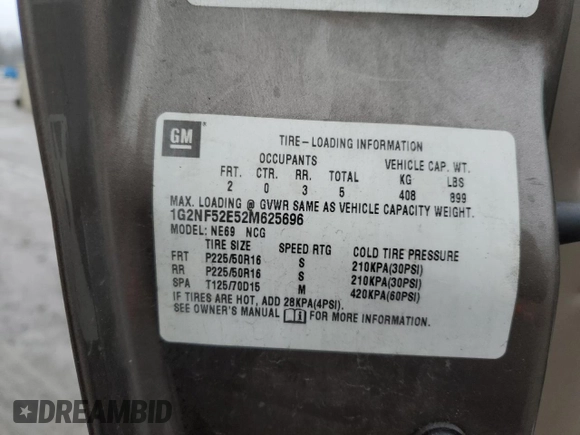 GM
TIRE-LOADING INFORMATION
OCCUPANTS VEHICLE CAP. WT.
FRT. CTR. RR. TOTAL KG LBS
2 0 3 5 408 899
MAX. LOADING @ GVWR SAME AS VEHICLE CAPACITY WEIGHT.
1G2NF52E52M625696
MODEL: NE69 NCG
TIRE SIZE SPEED RTG COLD TIRE PRESSURE
FRT P225/50R16 S 210KPA(30PSI)
RR P225/50R16 S 210KPA(30PSI)
SPA T125/70D15 M 420KPA(60PSI)
IF TIRES ARE HOT, ADD 28KPA(4PSI).
SEE OWNER'S MANUAL FOR MORE INFORMATION.
DREAMBID